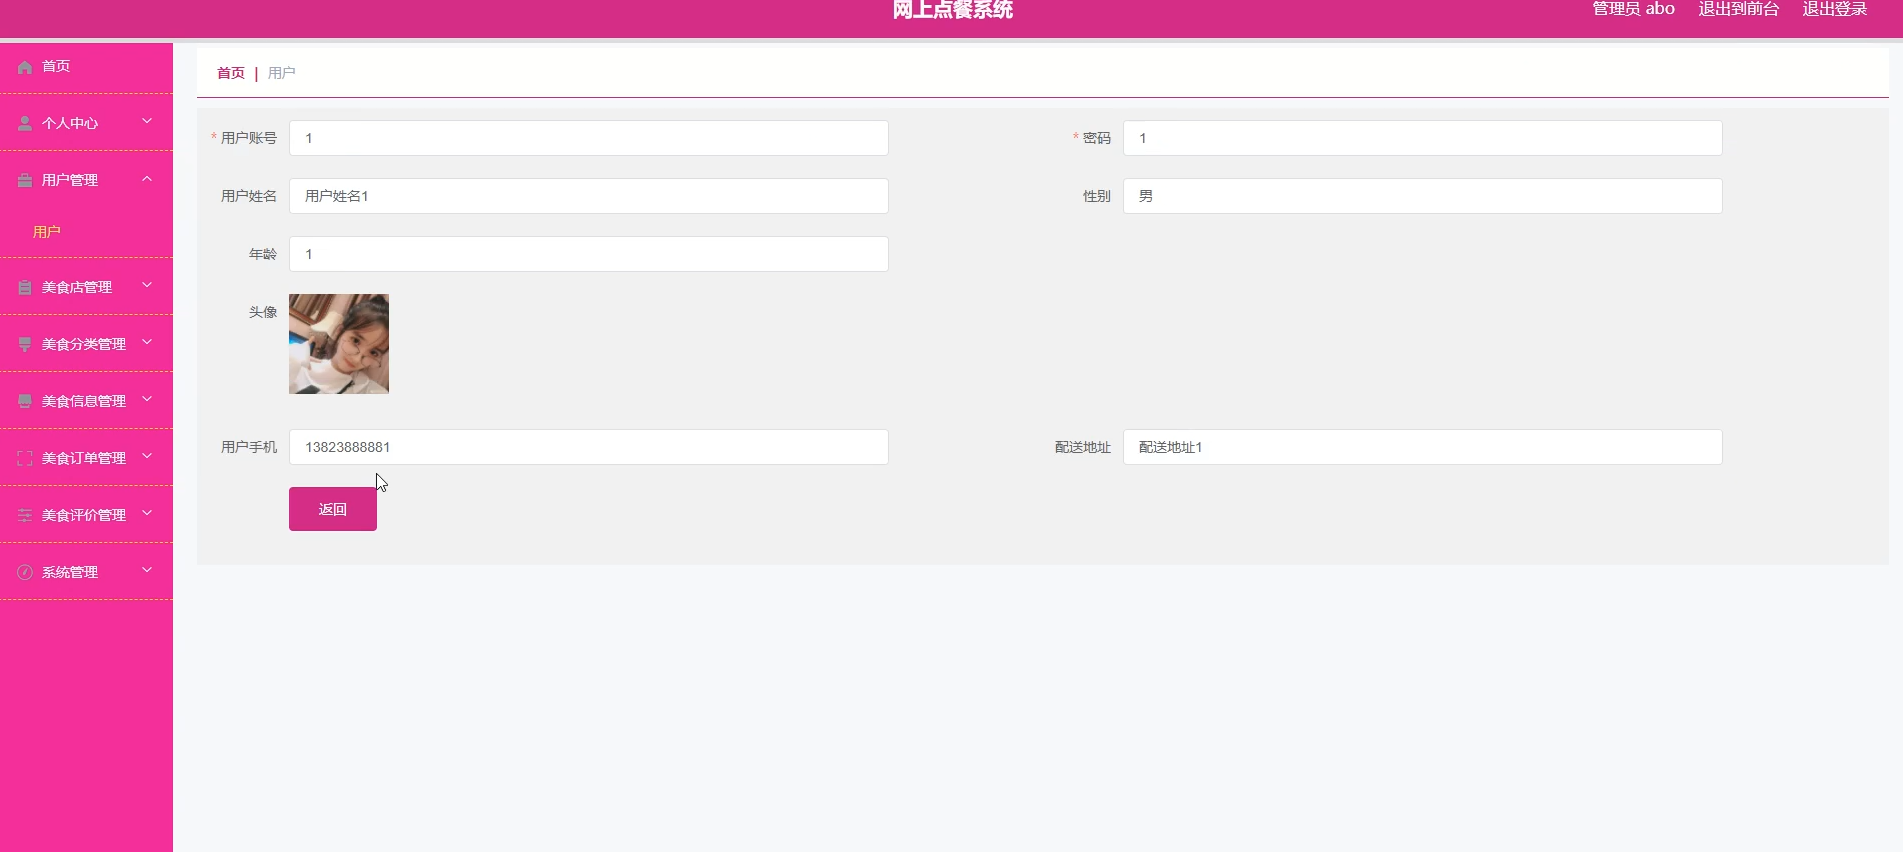 网上点餐系统
管理员 abo 退出到前台 退出登录
首页
个人中心
用户管理
用户
美食店管理
美食分类管理
美食信息管理
美食订单管理
美食评价管理
系统管理
首页 | 用户
* 用户账号 1
* 密码 1
用户姓名 用户姓名1
性别 男
年龄 1
头像
用户手机 13823888881
配送地址 配送地址1
返回